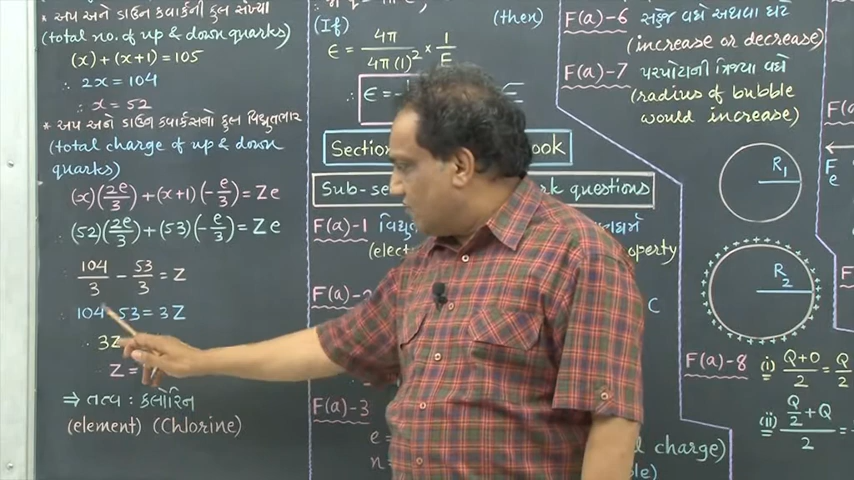 * અપ અને ડાઉન ક્વાર્કની કુલ સંખ્યા
(total no. of up & down quarks)
(x) + (x+1) = 105
∴ 2x = 104
∴ x = 52
* અપ અને ડાઉન ક્વાર્કસનો કુલ વિદ્યુતભાર
(total charge of up & down
quarks)
(x)(2e/3) + (x+1)(-e/3) = Ze
∴ (52)(2e/3) + (53)(-e/3) = Ze
∴ 104/3 - 53/3 = Z
∴ 104 - 53 = 3Z
∴ 3Z
∴ Z =
⇒ તત્વ : કલોરિન
(element) (Chlorine)
(If) (then)
∈ = 4π / 4π(1)² × 1/E
∴ ∈ =
Section ook
Sub-se rk questions
F(a)-1
(elect operty
F(a)-2 C
F(a)-3
e =
n =
l charge)
F(a)-6 વધે અથવા ઘટે
(increase or decrease)
F(a)-7 પરપોટાની ત્રિજ્યા વધે
(radius of bubble
would increase)
R₁
R₂
F(a)-8 (i) Q+0/2 = Q/2
(ii) Q/2 + Q / 2 =
F(a)
Fe